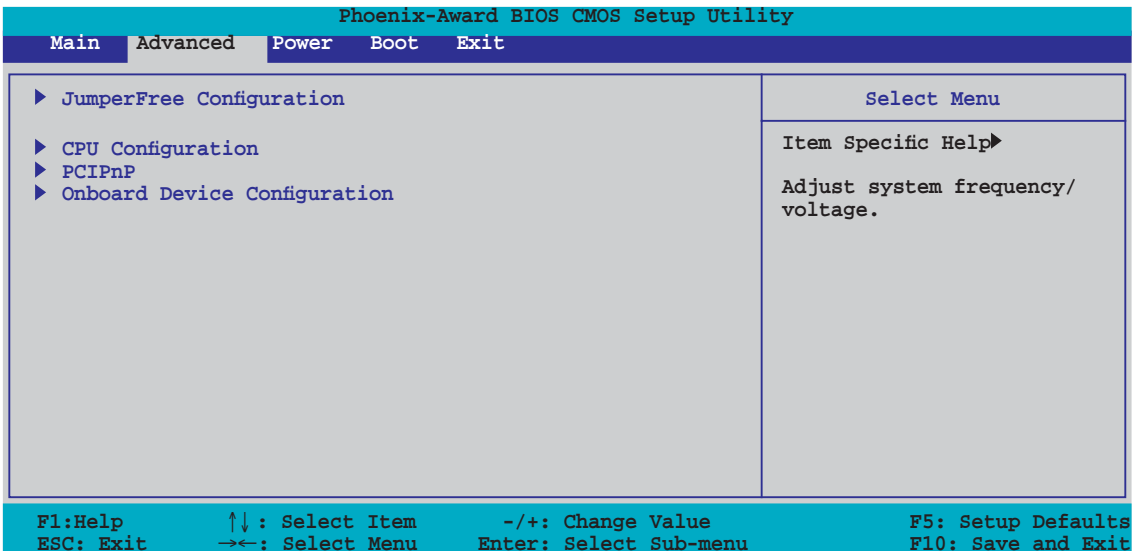 Phoenix-Award BIOS CMOS Setup Utility
Main Advanced Power Boot Exit
JumperFree Configuration
CPU Configuration
PCIPnP
Onboard Device Configuration
Select Menu
Item Specific Help
Adjust system frequency/
voltage.
F1:Help ↑↓: Select Item -/+: Change Value F5: Setup Defaults
ESC: Exit →←: Select Menu Enter: Select Sub-menu F10: Save and Exit